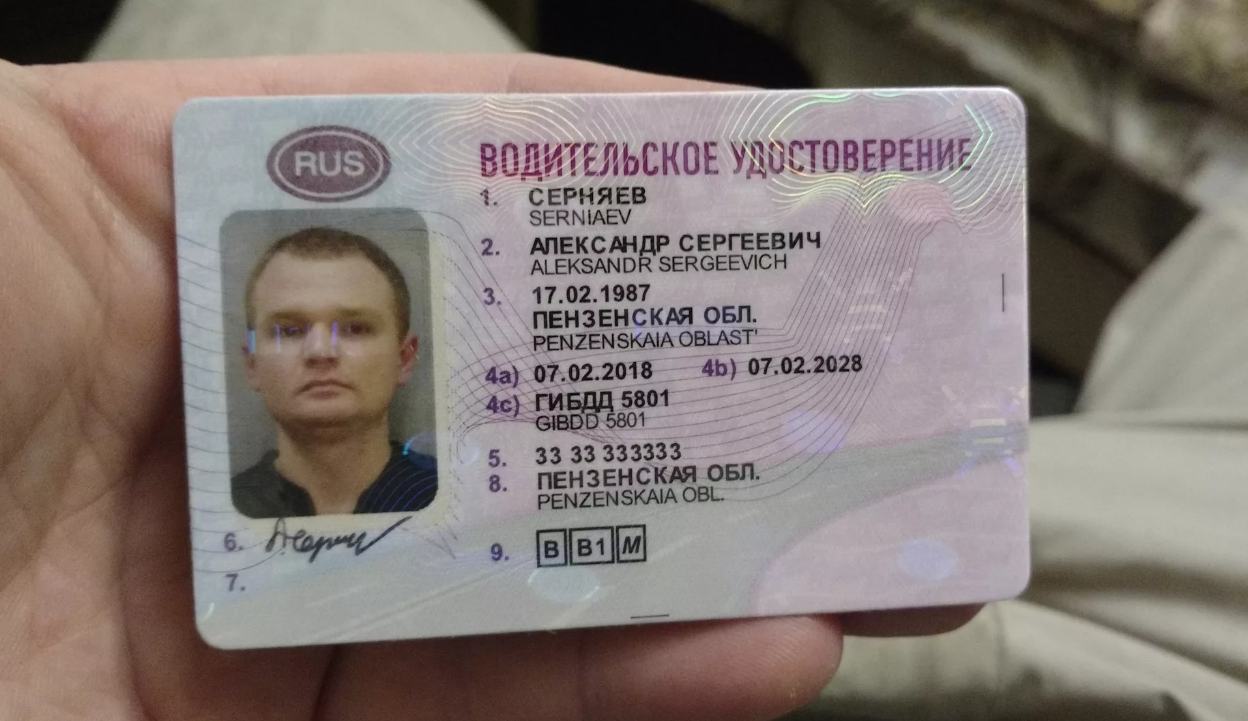 RUS
ВОДИТЕЛЬСКОЕ УДОСТОВЕРЕНИЕ
1. СЕРНЯЕВ
SERNIAEV
2. АЛЕКСАНДР СЕРГЕЕВИЧ
ALEKSANDR SERGEEVICH
3. 17.02.1987
ПЕНЗЕНСКАЯ ОБЛ.
PENZENSKAIA OBLAST'
4a) 07.02.2018 4b) 07.02.2028
4c) ГИБДД 5801
GIBDD 5801
5. 33 33 333333
8. ПЕНЗЕНСКАЯ ОБЛ.
PENZENSKAIA OBL.
6.
7.
9. B B1 M